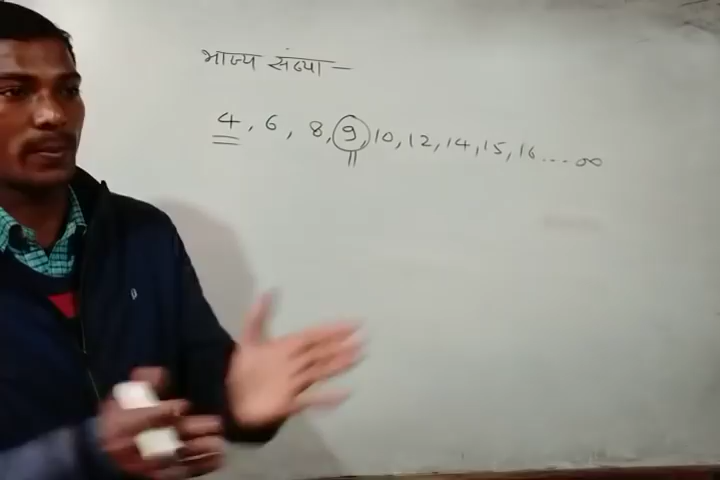 भाज्य संख्या –
4, 6, 8, 9, 10, 12, 14, 15, 16 ... ∞